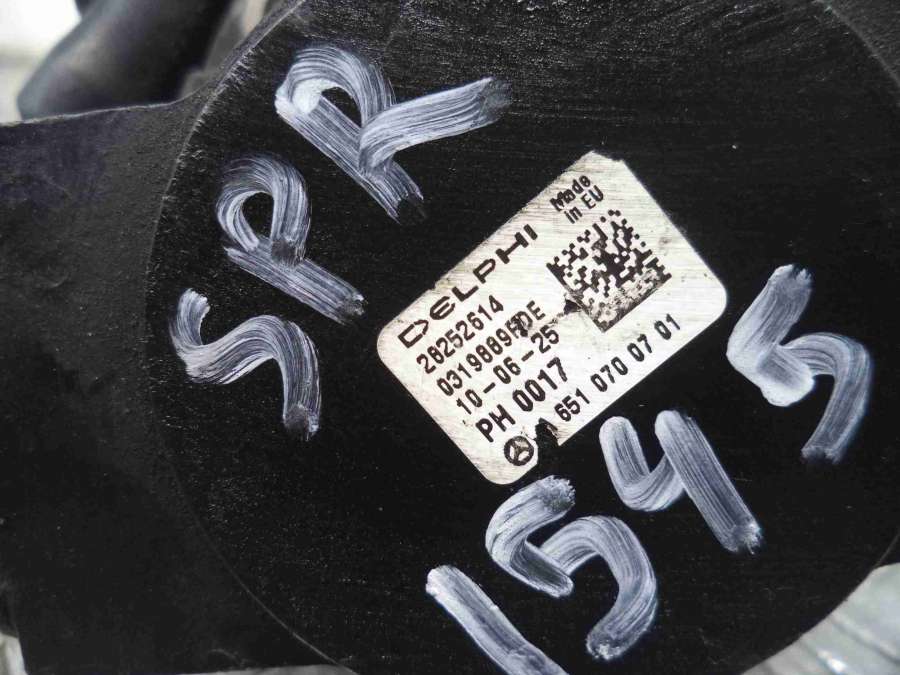 SPR
Made
in EU
DELPHI
28252614
10-06-25
PH 0017
A 651 070 07 01
1545